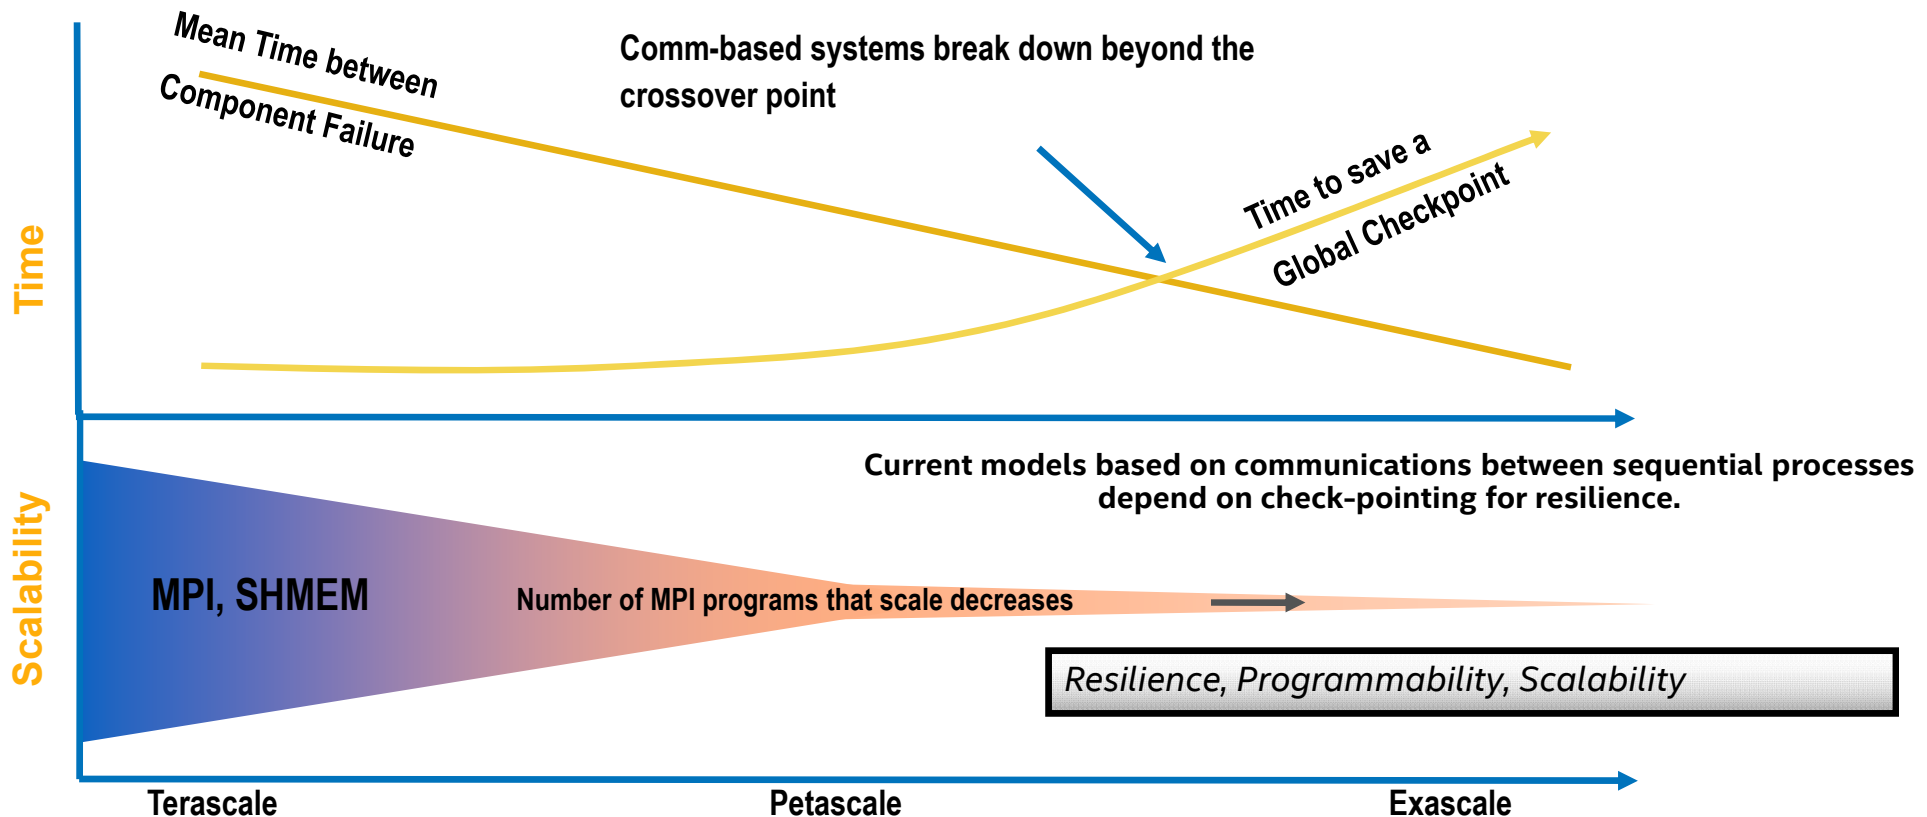 Mean Time between
Component Failure
Comm-based systems break down beyond the
crossover point
Time to save a
Global Checkpoint
Time
Current models based on communications between sequential processes
depend on check-pointing for resilience.
Scalability
MPI, SHMEM
Number of MPI programs that scale decreases
Resilience, Programmability, Scalability
Terascale
Petascale
Exascale